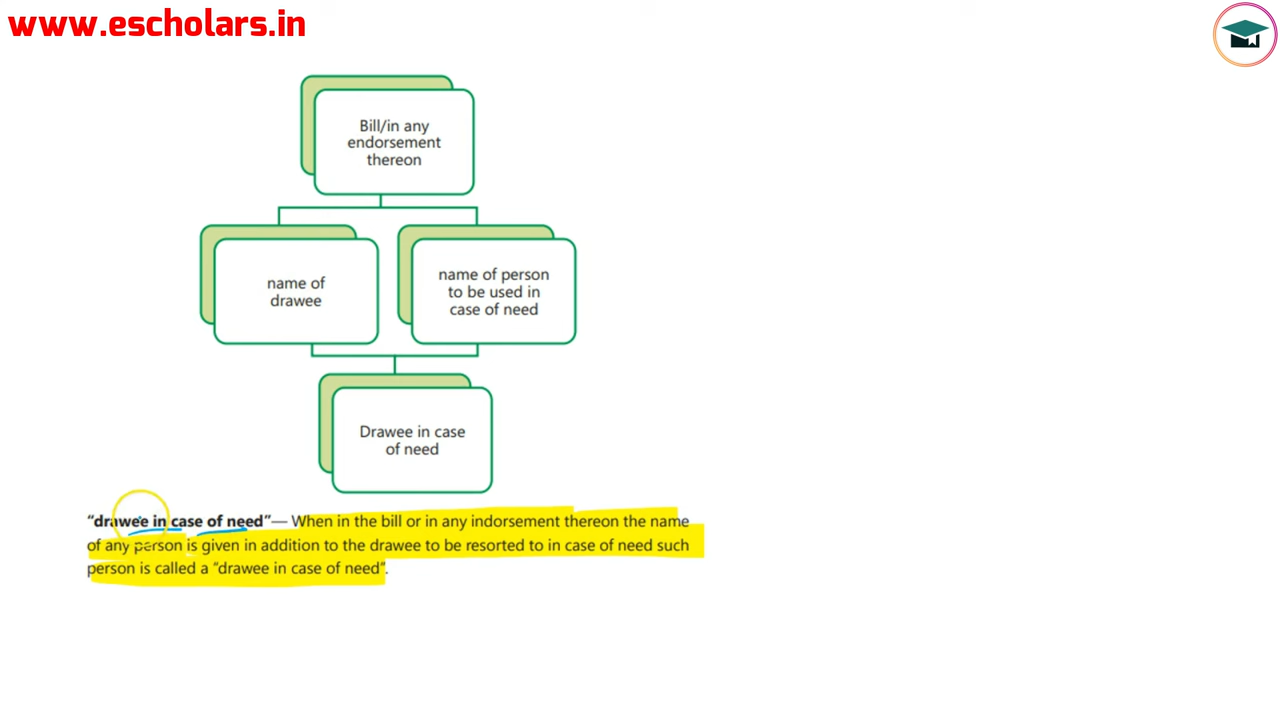 www.escholars.in
Bill/in any
endorsement
thereon
name of
drawee
name of person
to be used in
case of need
Drawee in case
of need
“drawee in case of need”— When in the bill or in any indorsement thereon the name
of any person is given in addition to the drawee to be resorted to in case of need such
person is called a “drawee in case of need”.